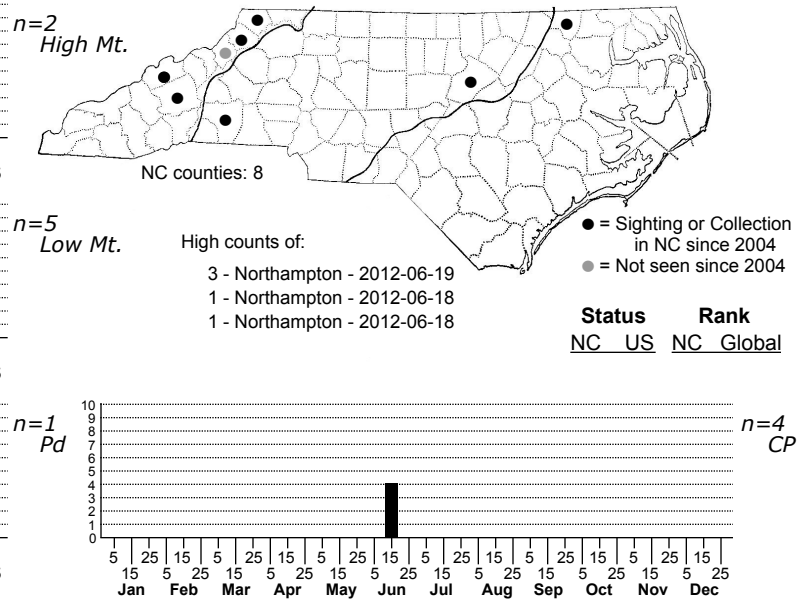 n=2
High Mt.
NC counties: 8
n=5
Low Mt.
High counts of:
3 - Northampton - 2012-06-19
1 - Northampton - 2012-06-18
1 - Northampton - 2012-06-18
= Sighting or Collection
in NC since 2004
= Not seen since 2004
Status Rank
NC US NC Global
n=1
Pd
n=4
CP
10
9
8
7
6
5
4
3
2
1
0
5 25 15 5 25 15 5 25 15 5 25 15 5 25 15 5 25 15
15 5 25 15 5 25 15 5 25 15 5 25 15 5 25 15 5 25
Jan Feb Mar Apr May Jun Jul Aug Sep Oct Nov Dec